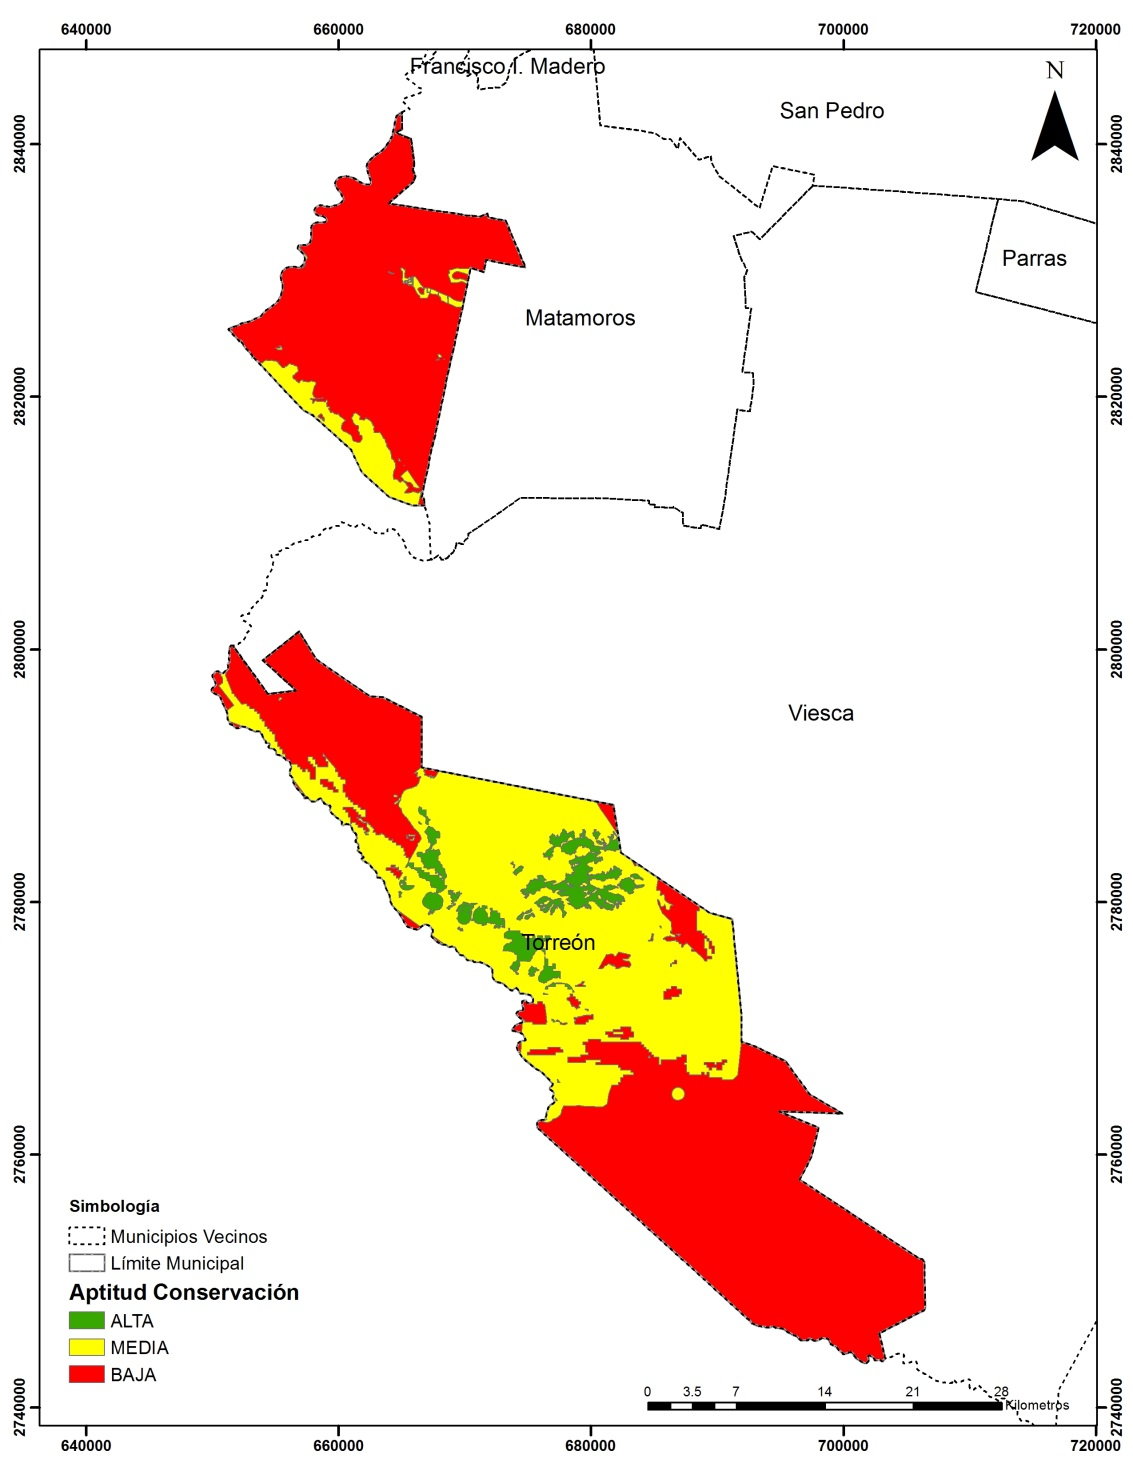 640000 660000 680000 700000 720000
Francisco I. Madero
N
San Pedro
2840000 2840000
Parras
Matamoros
2820000 2820000
2800000 2800000
Viesca
2780000 2780000
Torreón
2760000 2760000
Simbología
Municipios Vecinos
Límite Municipal
Aptitud Conservación
ALTA
MEDIA
BAJA
0 3.5 7 14 21 28
Kilometros
2740000 2740000
640000 660000 680000 700000 720000